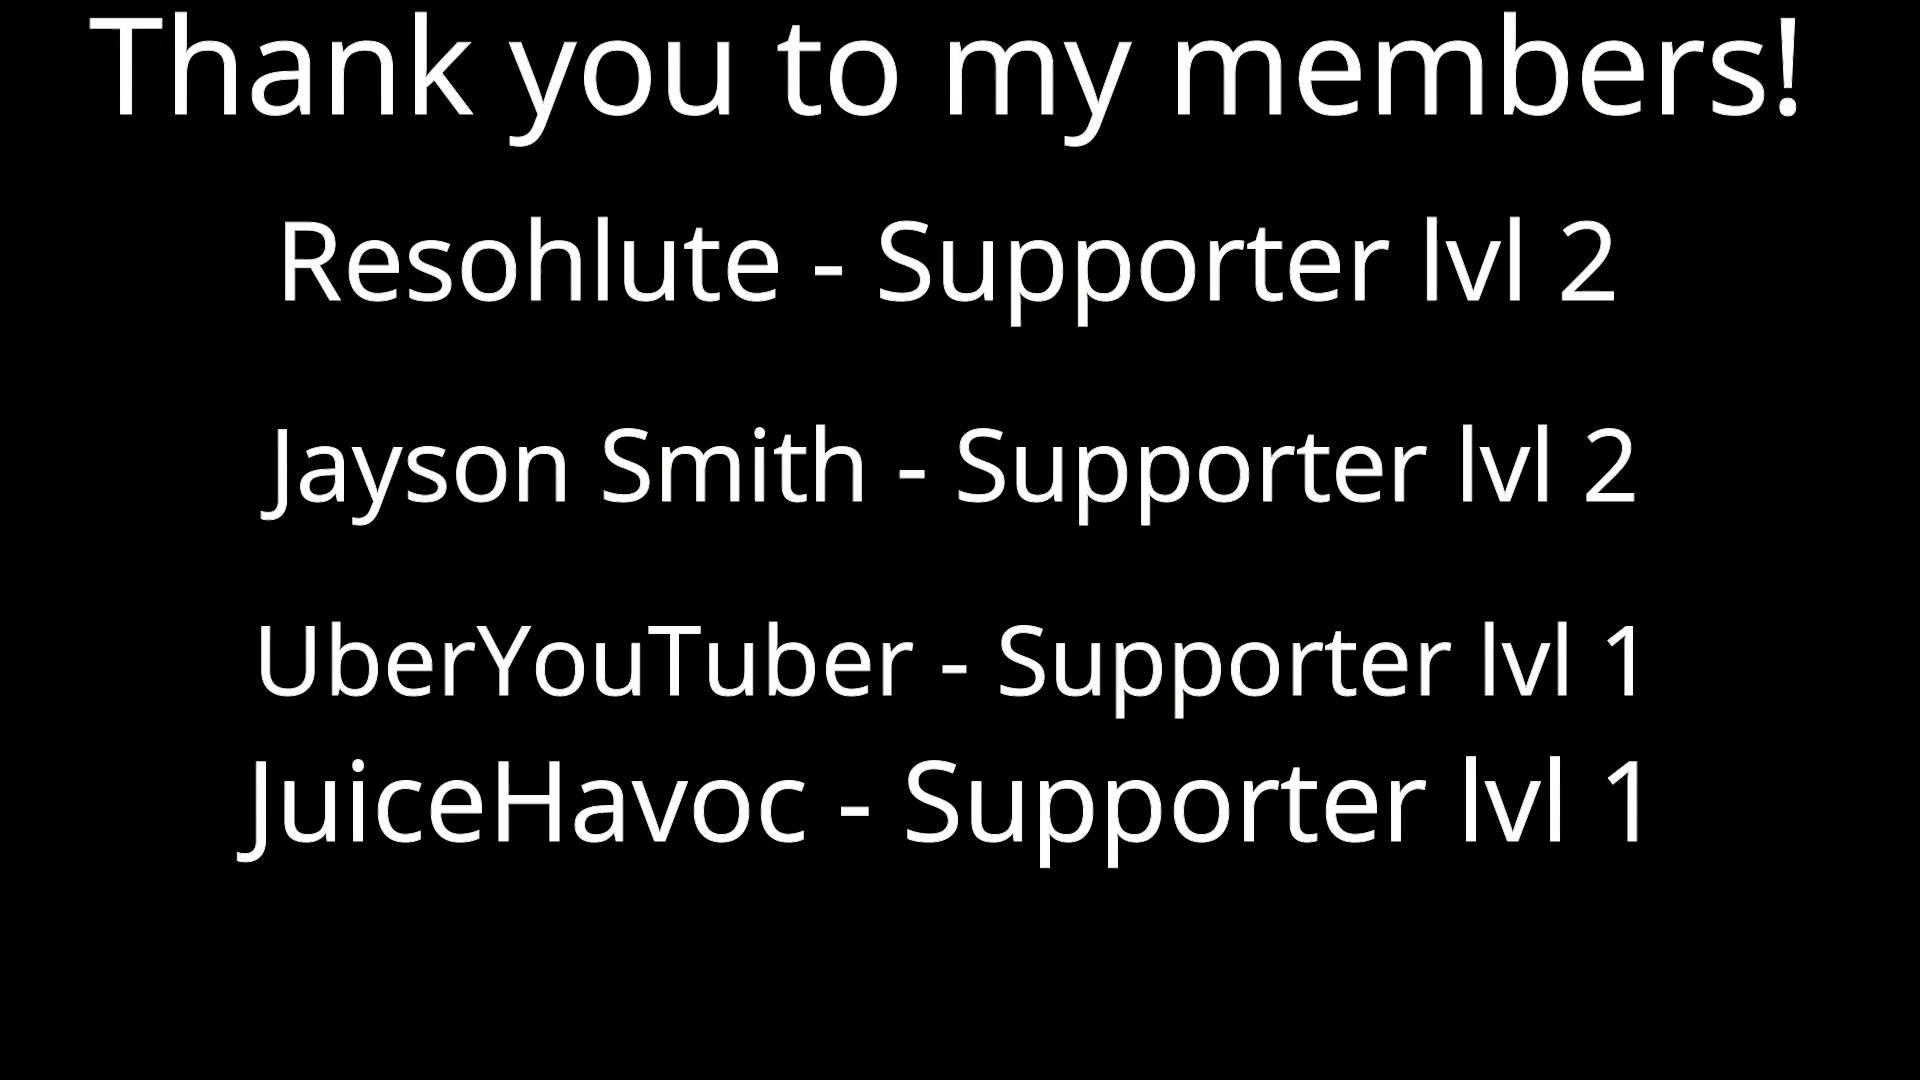 Thank you to my members!
Resohlute - Supporter lvl 2
Jayson Smith - Supporter lvl 2
UberYouTuber - Supporter lvl 1
JuiceHavoc - Supporter lvl 1